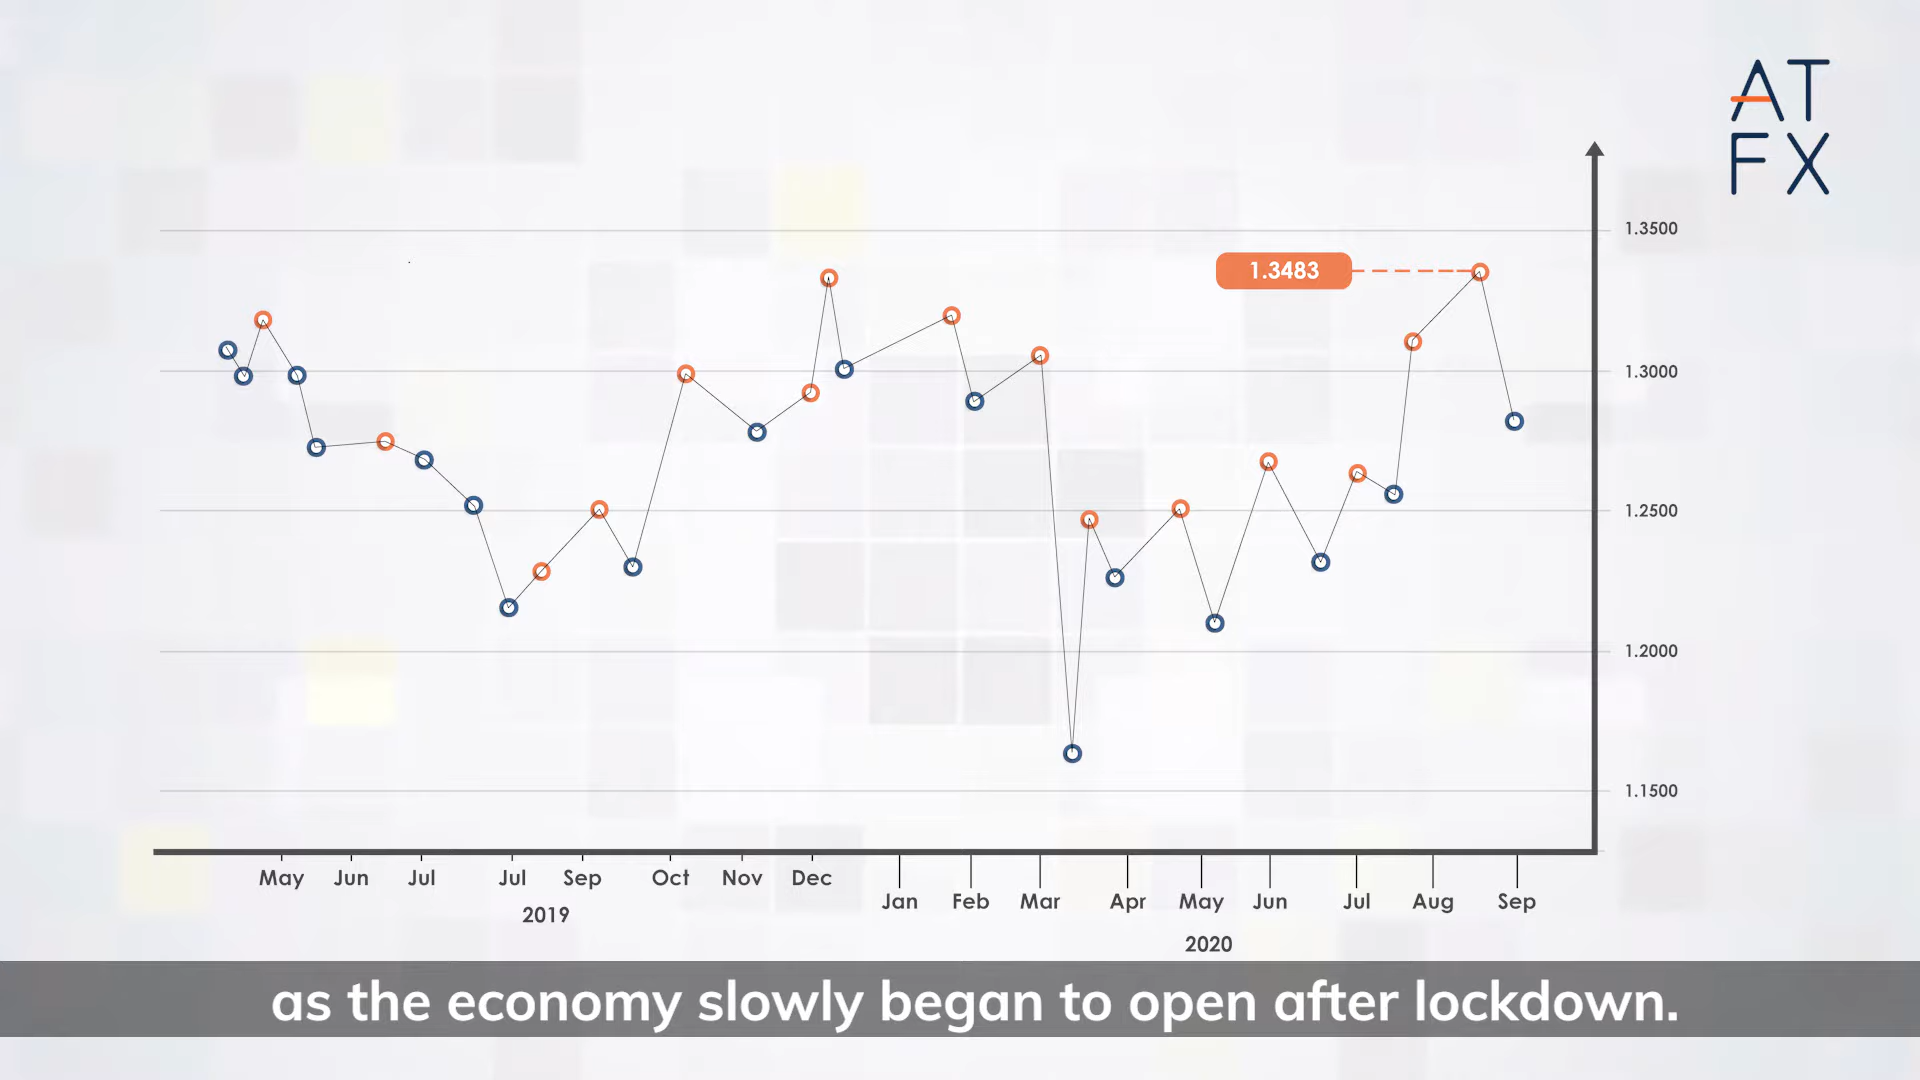 AT
FX
1.3500
1.3483
1.3000
1.2500
1.2000
1.1500
May Jun Jul Jul Sep Oct Nov Dec
Jan Feb Mar Apr May Jun Jul Aug Sep
2019
2020
as the economy slowly began to open after lockdown.